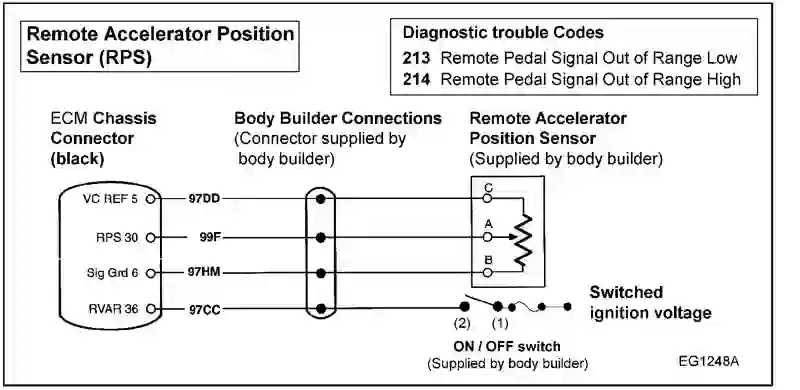 Remote Accelerator Position
Sensor (RPS)
Diagnostic trouble Codes
213 Remote Pedal Signal Out of Range Low
214 Remote Pedal Signal Out of Range High
ECM Chassis
Connector
(black)
Body Builder Connections
(Connector supplied by
body builder)
Remote Accelerator
Position Sensor
(Supplied by body builder)
VC REF 5
97DD
C
RPS 30
99F
A
Sig Grd 6
97HM
B
RVAR 36
97CC
(2) (1)
Switched
ignition voltage
ON / OFF switch
(Supplied by body builder)
EG1248A